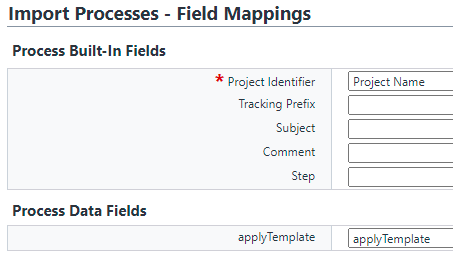 Import Processes - Field Mappings
Process Built-In Fields
* Project Identifier Project Name
Tracking Prefix
Subject
Comment
Step
Process Data Fields
applyTemplate applyTemplate